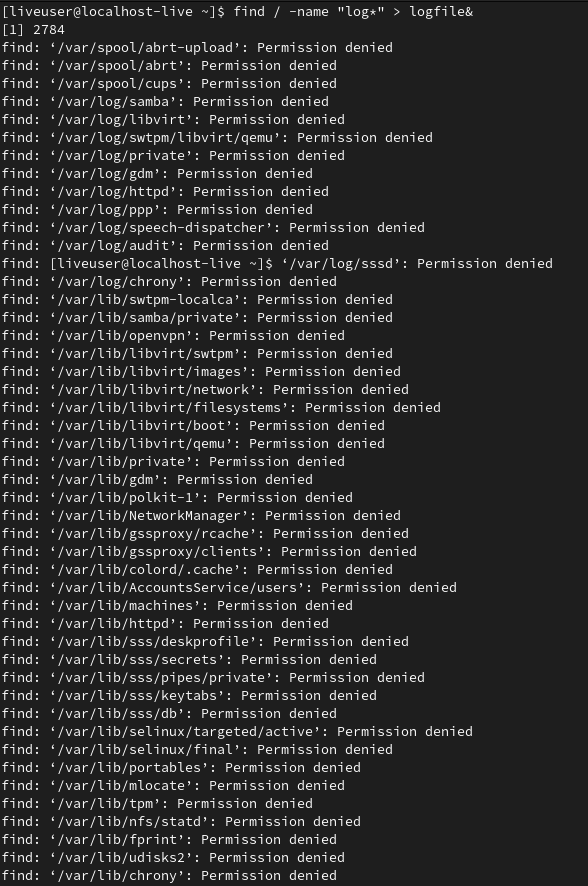 [liveuser@localhost-live ~]$ find / -name "log*" > logfile&
[1] 2784
find: ‘/var/spool/abrt-upload’: Permission denied
find: ‘/var/spool/abrt’: Permission denied
find: ‘/var/spool/cups’: Permission denied
find: ‘/var/log/samba’: Permission denied
find: ‘/var/log/libvirt’: Permission denied
find: ‘/var/log/swtpm/libvirt/qemu’: Permission denied
find: ‘/var/log/private’: Permission denied
find: ‘/var/log/gdm’: Permission denied
find: ‘/var/log/httpd’: Permission denied
find: ‘/var/log/ppp’: Permission denied
find: ‘/var/log/speech-dispatcher’: Permission denied
find: ‘/var/log/audit’: Permission denied
find: [liveuser@localhost-live ~]$ ‘/var/log/sssd’: Permission denied
find: ‘/var/log/chrony’: Permission denied
find: ‘/var/lib/swtpm-localca’: Permission denied
find: ‘/var/lib/samba/private’: Permission denied
find: ‘/var/lib/openvpn’: Permission denied
find: ‘/var/lib/libvirt/swtpm’: Permission denied
find: ‘/var/lib/libvirt/images’: Permission denied
find: ‘/var/lib/libvirt/network’: Permission denied
find: ‘/var/lib/libvirt/filesystems’: Permission denied
find: ‘/var/lib/libvirt/boot’: Permission denied
find: ‘/var/lib/libvirt/qemu’: Permission denied
find: ‘/var/lib/private’: Permission denied
find: ‘/var/lib/gdm’: Permission denied
find: ‘/var/lib/polkit-1’: Permission denied
find: ‘/var/lib/NetworkManager’: Permission denied
find: ‘/var/lib/gssproxy/rcache’: Permission denied
find: ‘/var/lib/gssproxy/clients’: Permission denied
find: ‘/var/lib/colord/.cache’: Permission denied
find: ‘/var/lib/AccountsService/users’: Permission denied
find: ‘/var/lib/machines’: Permission denied
find: ‘/var/lib/httpd’: Permission denied
find: ‘/var/lib/sss/deskprofile’: Permission denied
find: ‘/var/lib/sss/secrets’: Permission denied
find: ‘/var/lib/sss/pipes/private’: Permission denied
find: ‘/var/lib/sss/keytabs’: Permission denied
find: ‘/var/lib/sss/db’: Permission denied
find: ‘/var/lib/selinux/targeted/active’: Permission denied
find: ‘/var/lib/selinux/final’: Permission denied
find: ‘/var/lib/portables’: Permission denied
find: ‘/var/lib/mlocate’: Permission denied
find: ‘/var/lib/tpm’: Permission denied
find: ‘/var/lib/nfs/statd’: Permission denied
find: ‘/var/lib/fprint’: Permission denied
find: ‘/var/lib/udisks2’: Permission denied
find: ‘/var/lib/chrony’: Permission denied